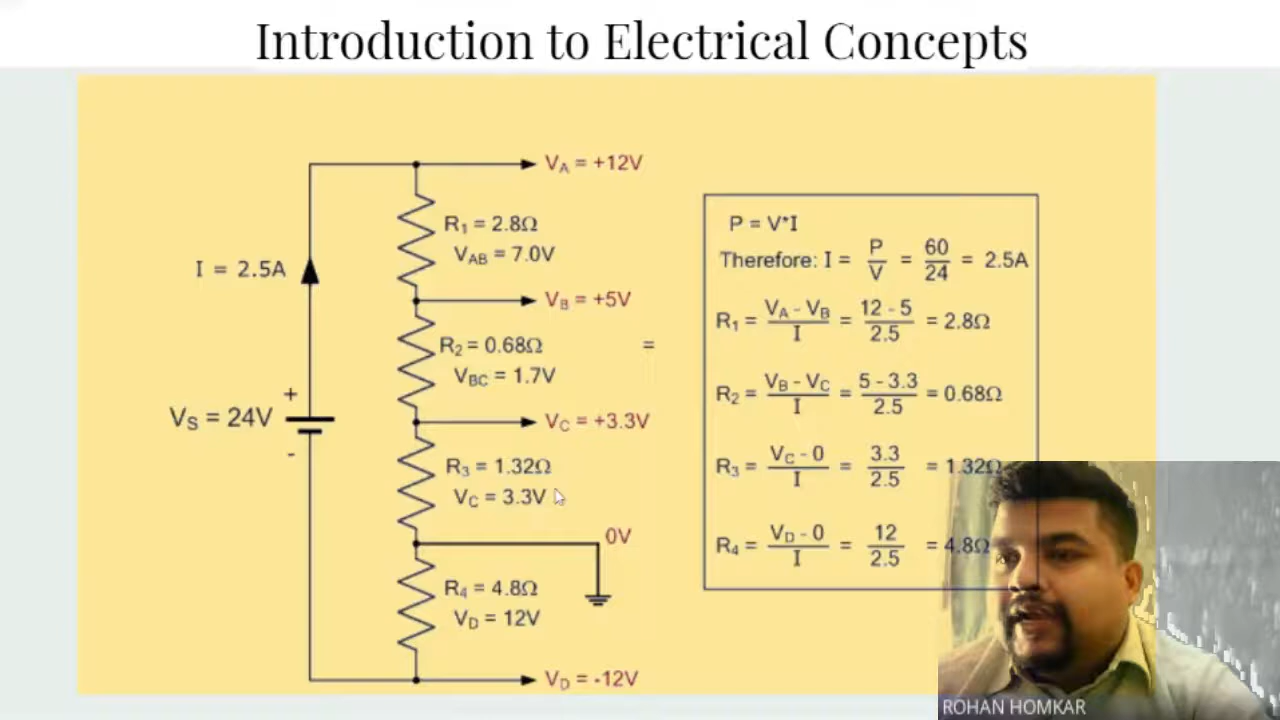 Introduction to Electrical Concepts
V_A = +12V
R₁ = 2.8Ω
V_AB = 7.0V
I = 2.5A
V_B = +5V
R₂ = 0.68Ω
V_BC = 1.7V
=
+
V_S = 24V
-
V_C = +3.3V
R₃ = 1.32Ω
V_C = 3.3V
0V
R₄ = 4.8Ω
V_D = 12V
V_D = -12V
P = V*I
Therefore: I = P/V = 60/24 = 2.5A
R₁ = (V_A - V_B)/I = (12 - 5)/2.5 = 2.8Ω
R₂ = (V_B - V_C)/I = (5 - 3.3)/2.5 = 0.68Ω
R₃ = (V_C - 0)/I = 3.3/2.5 = 1.32Ω
R₄ = (V_D - 0)/I = 12/2.5 = 4.8Ω
ROHAN HOMKAR